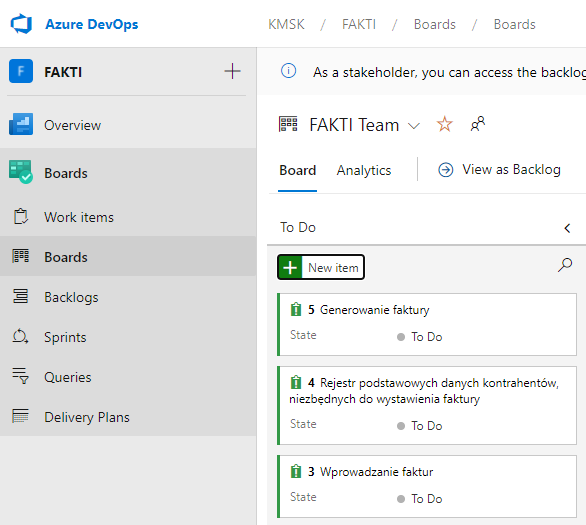 Azure DevOps
KMSK / FAKTI / Boards / Boards
F FAKTI
As a stakeholder, you can access the backlog
Overview
FAKTI Team
Boards
Board Analytics View as Backlog
Work items
To Do
Boards
New item
Backlogs
5 Generowanie faktury
State To Do
Sprints
Queries
4 Rejestr podstawowych danych kontrahentów,
niezbędnych do wystawienia faktury
State To Do
Delivery Plans
3 Wprowadzanie faktur
State To Do